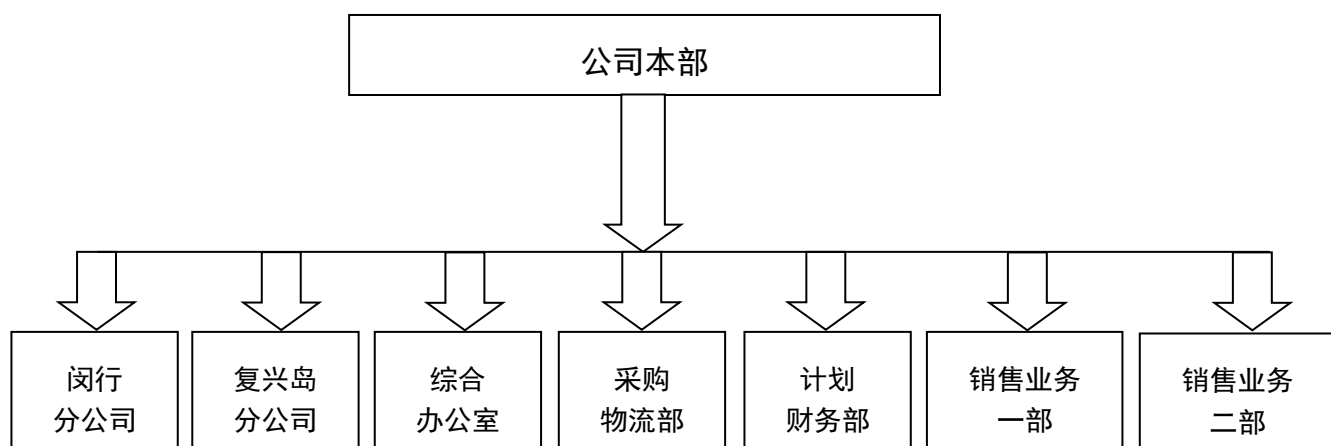 公司本部
闵行
分公司
复兴岛
分公司
综合
办公室
采购
物流部
计划
财务部
销售业务
一部
销售业务
二部